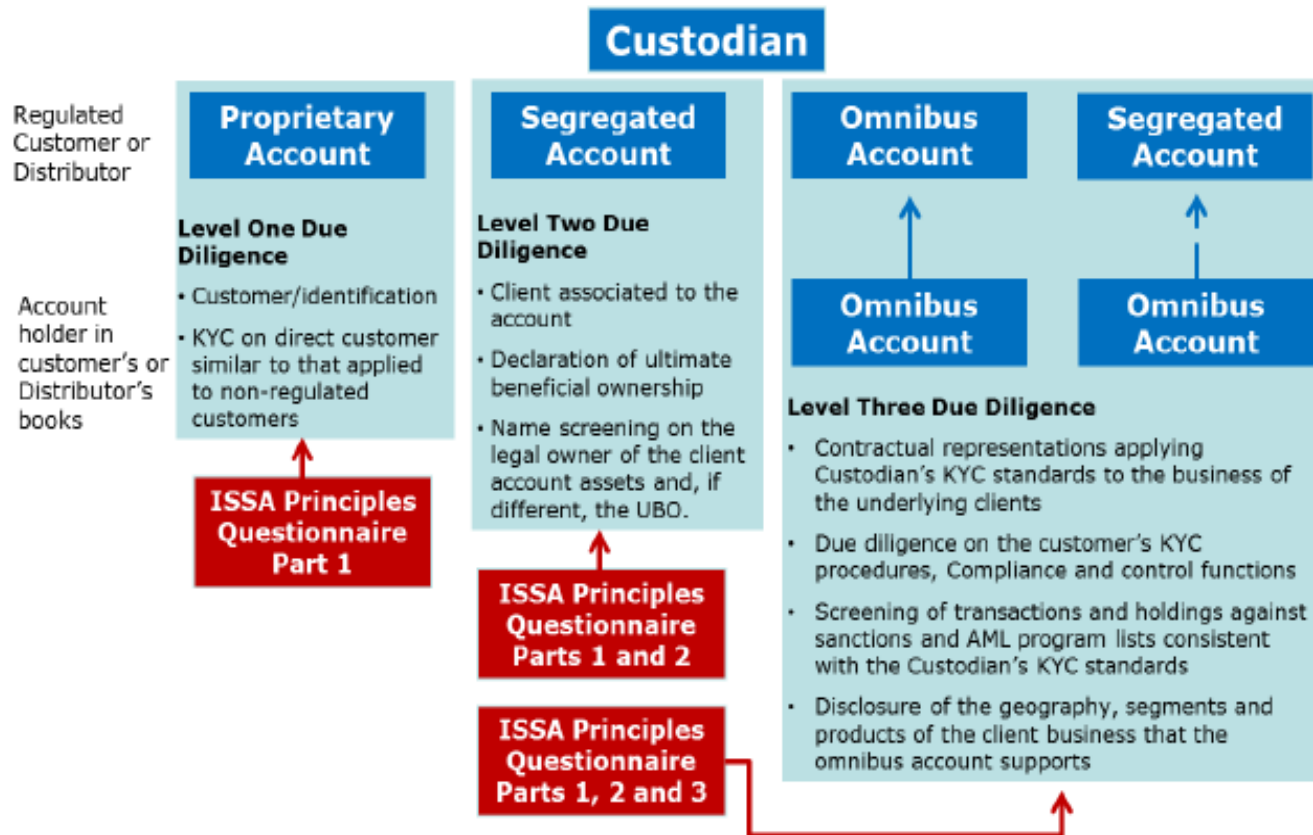 Custodian
Regulated
Customer or
Distributor
Account
holder in
customer's or
Distributor's
books
Proprietary
Account
Level One Due
Diligence
• Customer/identification
• KYC on direct customer
similar to that applied
to non-regulated
customers
ISSA Principles
Questionnaire
Part 1
Segregated
Account
Level Two Due
Diligence
• Client associated to the
account
• Declaration of ultimate
beneficial ownership
• Name screening on the
legal owner of the client
account assets and, if
different, the UBO.
ISSA Principles
Questionnaire
Parts 1 and 2
ISSA Principles
Questionnaire
Parts 1, 2 and 3
Omnibus
Account
Segregated
Account
Omnibus
Account
Omnibus
Account
Level Three Due Diligence
• Contractual representations applying
Custodian's KYC standards to the business of
the underlying clients
• Due diligence on the customer's KYC
procedures, Compliance and control functions
• Screening of transactions and holdings against
sanctions and AML program lists consistent
with the Custodian's KYC standards
• Disclosure of the geography, segments and
products of the client business that the
omnibus account supports